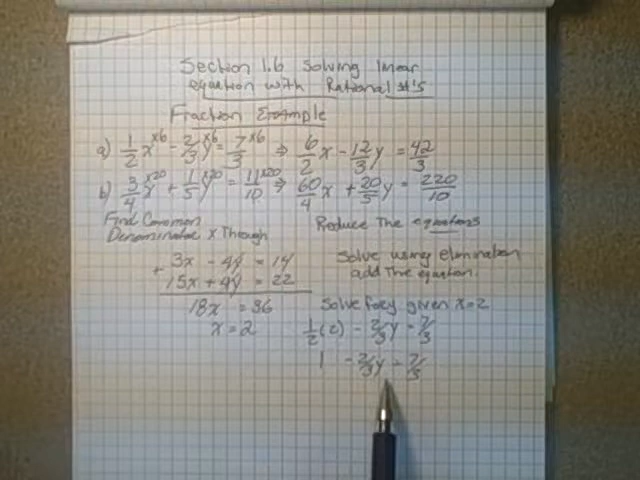 Section 1.6 Solving linear
equation with Rational #'s
Fraction Example
a) 1/2 x ×6 - 2/3 y ×6 = 7/3 ×6 ⇒ 6/2 x - 12/3 y = 42/3
b) 3/4 x ×20 + 1/5 y ×20 = 11/10 ×20 ⇒ 60/4 x + 20/5 y = 220/10
Find Common
Denominator x Through
Reduce The equations
3x - 4y = 14
+ 15x + 4y = 22
18x = 36
x = 2
Solve using elimination
add The equation.
Solve for y given x=2
1/2 (2) - 2/3 y = 7/3
1 - 2/3 y = 7/3